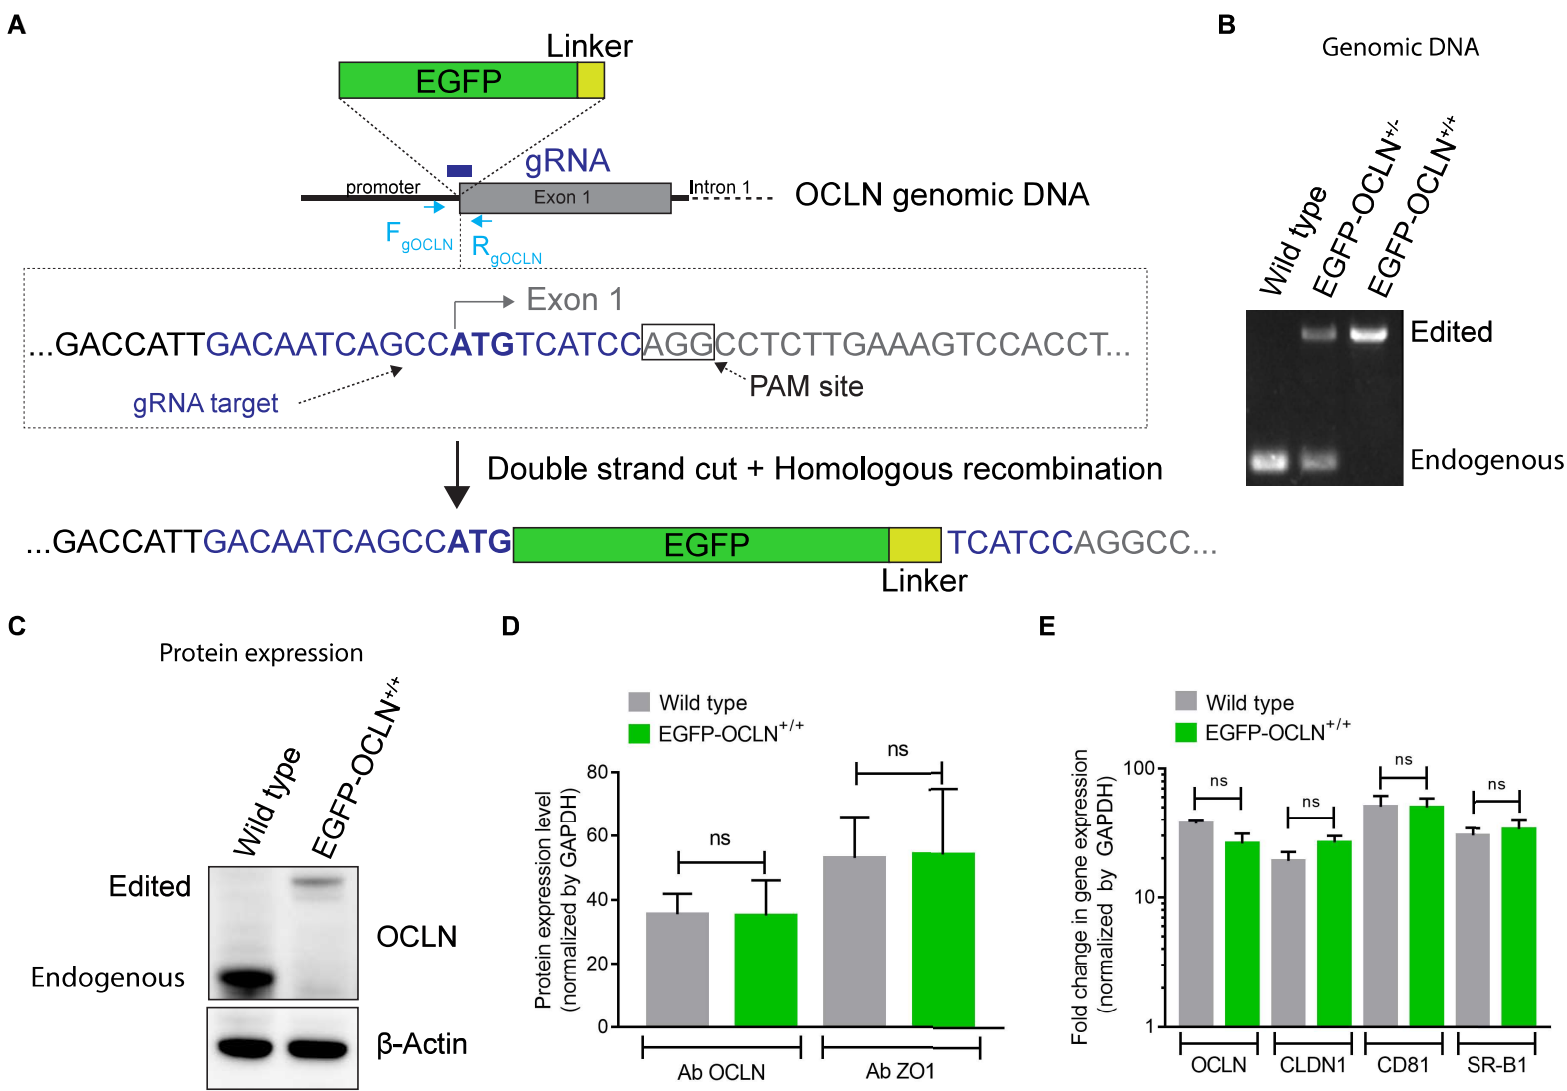 A
Linker
EGFP
gRNA
promoter
Exon 1
Intron 1
OCLN genomic DNA
FgOCLN
RgOCLN
Exon 1
...GACCATTGACAATCAGCCATGTCATCCAGGCCTCTTGAAAGTCCACCT...
gRNA target
PAM site
Double strand cut + Homologous recombination
...GACCATTGACAATCAGCCATG
EGFP
TCATCCAGGCC...
Linker
B
Genomic DNA
Wild type
EGFP-OCLN+/-
EGFP-OCLN+/+
Edited
Endogenous
C
Protein expression
Wild type
EGFP-OCLN+/+
Edited
OCLN
Endogenous
β-Actin
D
Wild type
EGFP-OCLN+/+
Protein expression level
(normalized by GAPDH)
80
60
40
20
0
ns
ns
Ab OCLN
Ab ZO1
E
Wild type
EGFP-OCLN+/+
Fold change in gene expression
(normalized by GAPDH)
100
10
1
ns
ns
ns
ns
OCLN
CLDN1
CD81
SR-B1